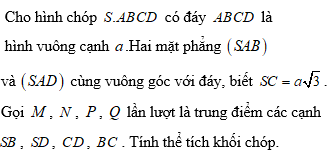 Cho hình chóp S.ABCD có đáy ABCD là
hình vuông cạnh a.Hai mặt phẳng (SAB)
và (SAD) cùng vuông góc với đáy, biết SC = a√3 .
Gọi M , N , P , Q lần lượt là trung điểm các cạnh
SB , SD , CD , BC . Tính thể tích khối chóp.